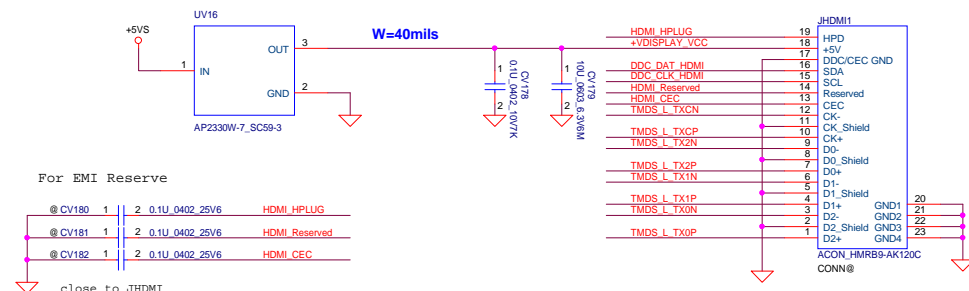 UV16
+5VS
1
IN
OUT
3
GND
2
AP2330W-7_SC59-3
W=40mils
1
2
CV178
0.1U_0402_10V7K
1
2
CV179
10U_0603_6.3V6M
JHDMI1
HDMI_HPLUG 19 HPD
+VDISPLAY_VCC 18 +5V
17 DDC/CEC GND
DDC_DAT_HDMI 16 SDA
DDC_CLK_HDMI 15 SCL
HDMI_Reserved 14 Reserved
HDMI_CEC 13 CEC
TMDS_L_TXCN 12 CK-
11 CK_Shield
TMDS_L_TXCP 10 CK+
TMDS_L_TX2N 9 D0-
8 D0_Shield
TMDS_L_TX2P 7 D0+
TMDS_L_TX1N 6 D1-
5 D1_Shield
TMDS_L_TX1P 4 D1+ GND1 20
TMDS_L_TX0N 3 D2- GND2 21
2 D2_Shield GND3 22
TMDS_L_TX0P 1 D2+ GND4 23
ACON_HMRB9-AK120C
CONN@
For EMI Reserve
@ CV180 1 2 0.1U_0402_25V6 HDMI_HPLUG
@ CV181 1 2 0.1U_0402_25V6 HDMI_Reserved
@ CV182 1 2 0.1U_0402_25V6 HDMI_CEC
close to JHDMI